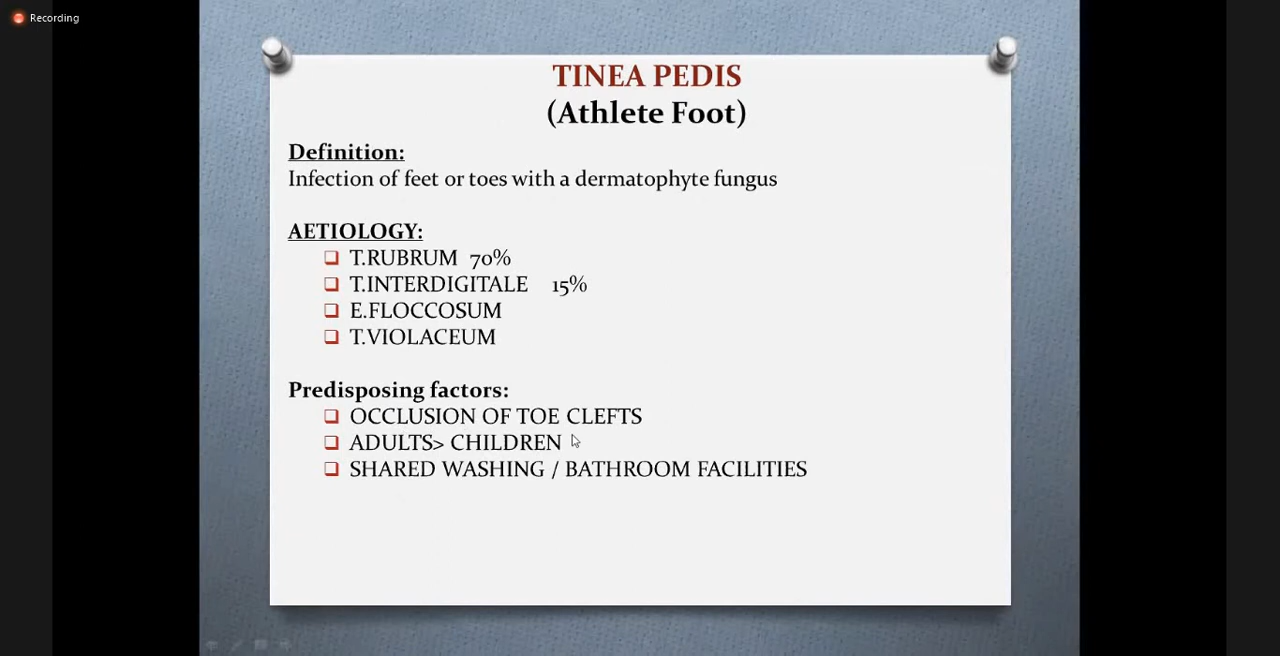 Recording
TINEA PEDIS
(Athlete Foot)
Definition:
Infection of feet or toes with a dermatophyte fungus
AETIOLOGY:
T.RUBRUM 70%
T.INTERDIGITALE 15%
E.FLOCCOSUM
T.VIOLACEUM
Predisposing factors:
OCCLUSION OF TOE CLEFTS
ADULTS> CHILDREN
SHARED WASHING / BATHROOM FACILITIES